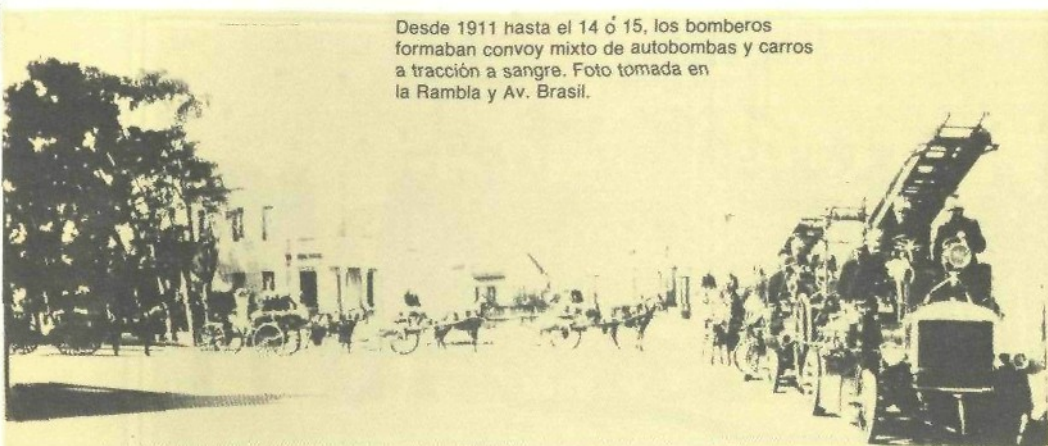 Desde 1911 hasta el 14 ó 15, los bomberos
formaban convoy mixto de autobombas y carros
a tracción a sangre. Foto tomada en
la Rambla y Av. Brasil.